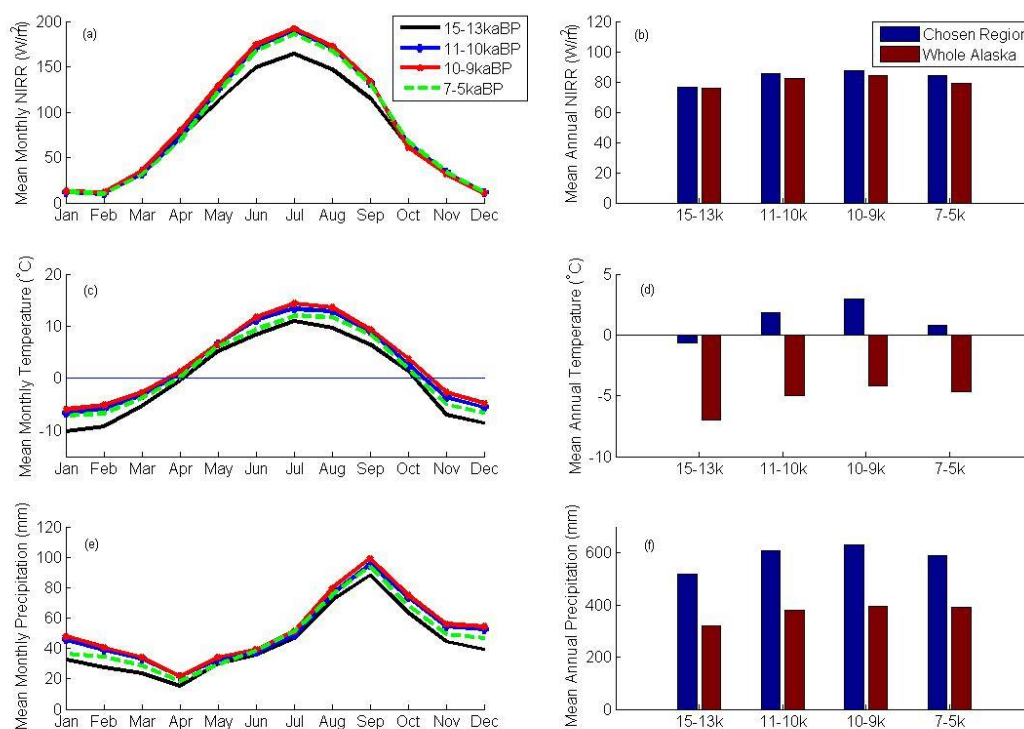 Mean Monthly NIRR (W/m²)
200
150
100
50
0
(a)
15-13kaBP
11-10kaBP
10-9kaBP
7-5kaBP
Jan Feb Mar Apr May Jun Jul Aug Sep Oct Nov Dec
Mean Annual NIRR (W/m²)
120
100
80
60
40
20
0
(b)
Chosen Region
Whole Alaska
15-13k 11-10k 10-9k 7-5k
Mean Monthly Temperature (°C)
20
10
0
-10
(c)
Jan Feb Mar Apr May Jun Jul Aug Sep Oct Nov Dec
Mean Annual Temperature (°C)
5
0
-5
-10
(d)
15-13k 11-10k 10-9k 7-5k
Mean Monthly Precipitation (mm)
120
100
80
60
40
20
0
(e)
Jan Feb Mar Apr May Jun Jul Aug Sep Oct Nov Dec
Mean Annual Precipitation (mm)
600
400
200
0
(f)
15-13k 11-10k 10-9k 7-5k